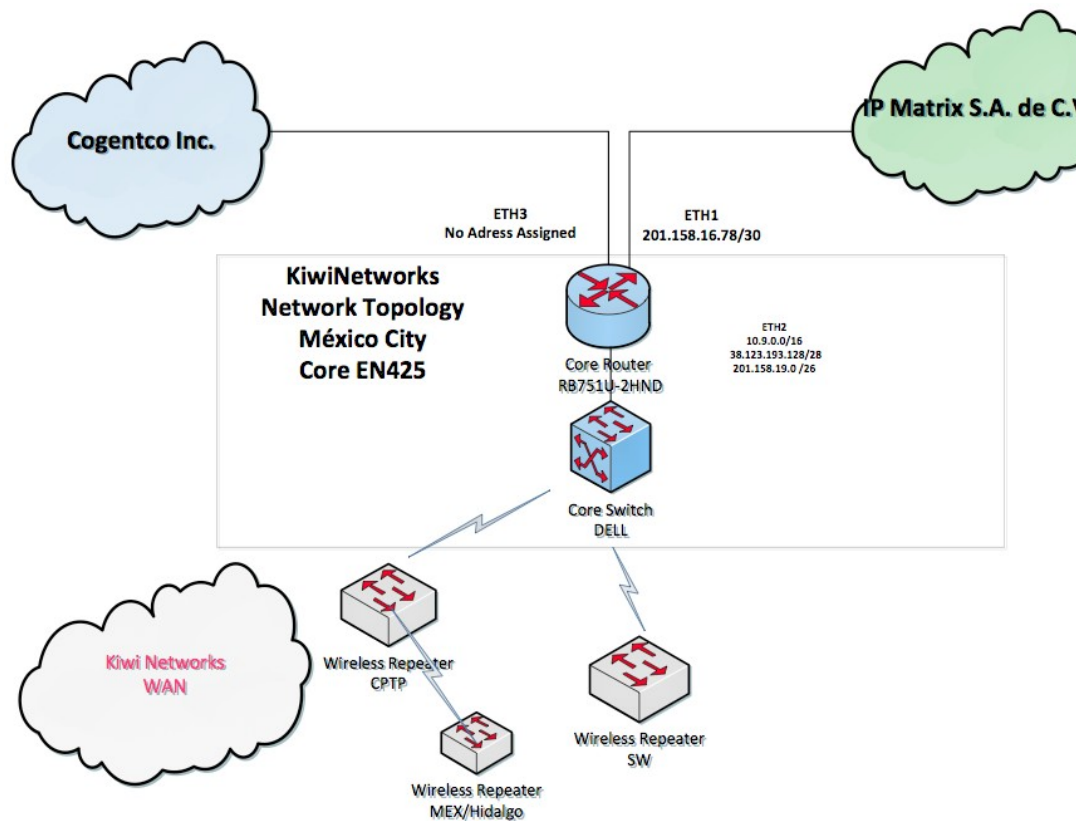 Cogentco Inc.
IP Matrix S.A. de C.V
ETH3
No Adress Assigned
ETH1
201.158.16.78/30
KiwiNetworks
Network Topology
México City
Core EN425
ETH2
10.9.0.0/16
38.123.193.128/28
201.158.19.0 /26
Core Router
RB751U-2HND
Core Switch
DELL
Kiwi Networks
WAN
Wireless Repeater
CPTP
Wireless Repeater
SW
Wireless Repeater
MEX/Hidalgo